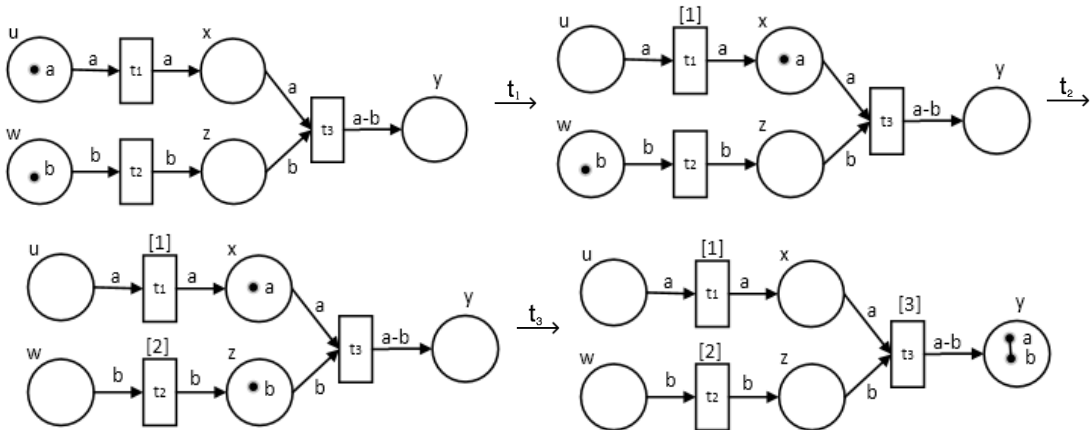 u [1]
x u x
a a t₁ a a a t₁ a a
y a y
t₁ t₂
a t₃ a-b a t₃ a-b
w z w z
b b t₂ b b b b t₂ b b
[1] [1]
u x u x
a t₁ a a a t₁ a
a y a [3] y
t₃
w [2] z t₃ a-b w [2] z t₃ a-b a
b
b t₂ b b b b t₂ b b